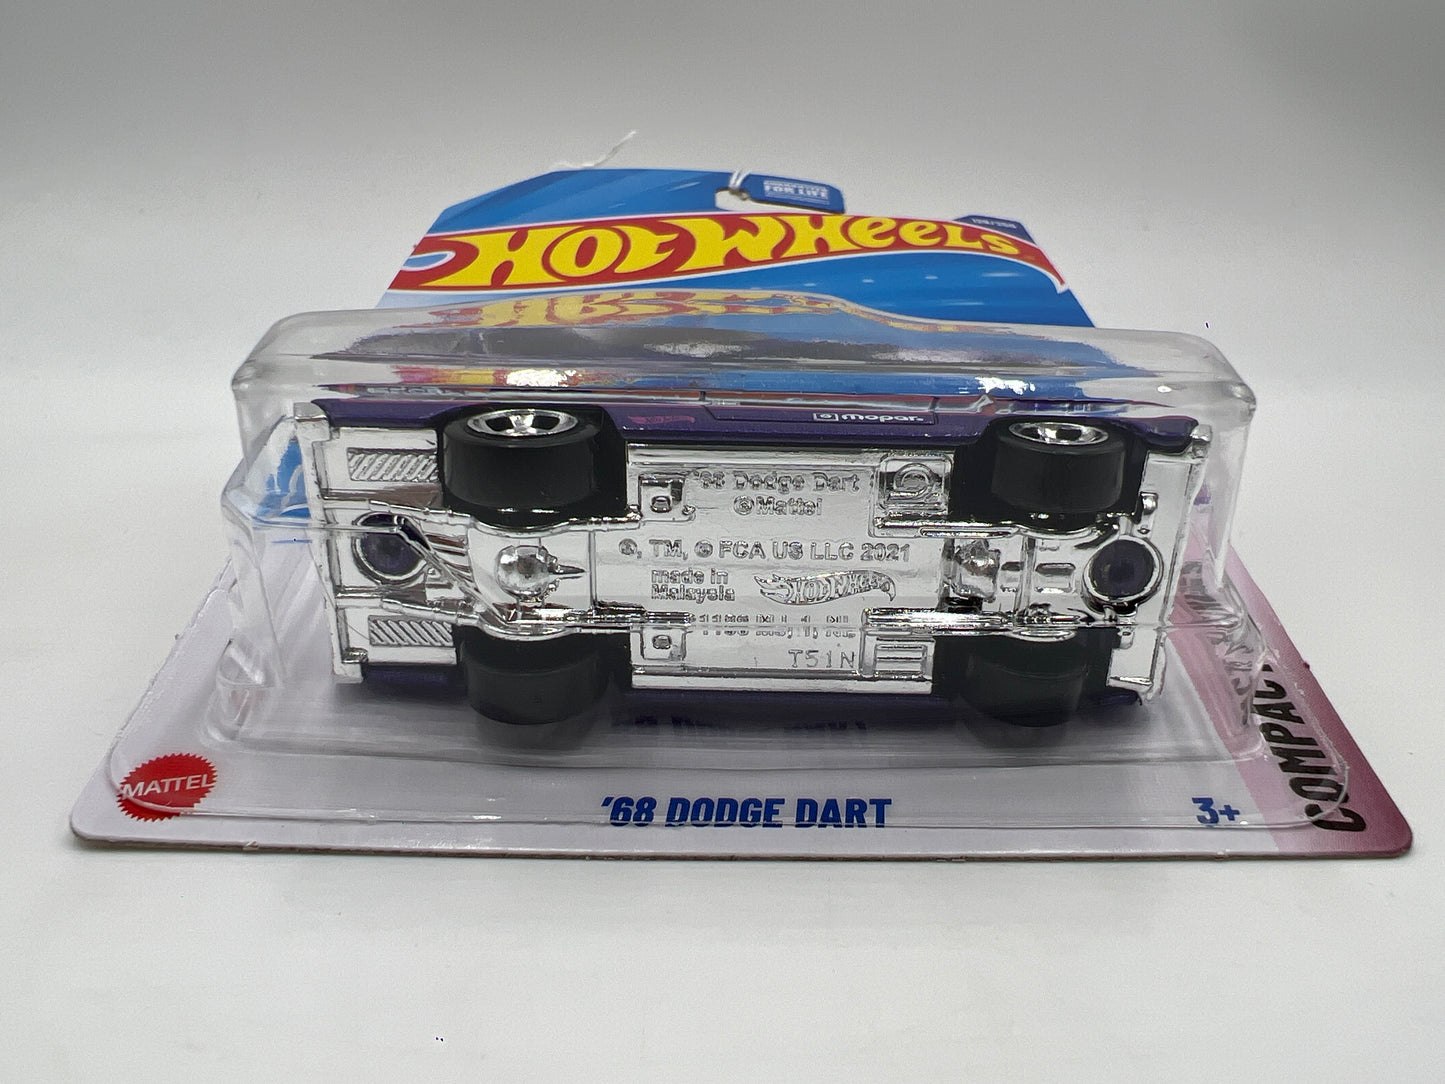 FOR LIFE
HOT WHEELS
mopar
'68 Dodge Dart
©Mattel
®, TM, © FCA US LLC 2021
made in
Malaysia
HOT WHEELS
T51N
COMPACT
MATTEL
'68 DODGE DART
3+